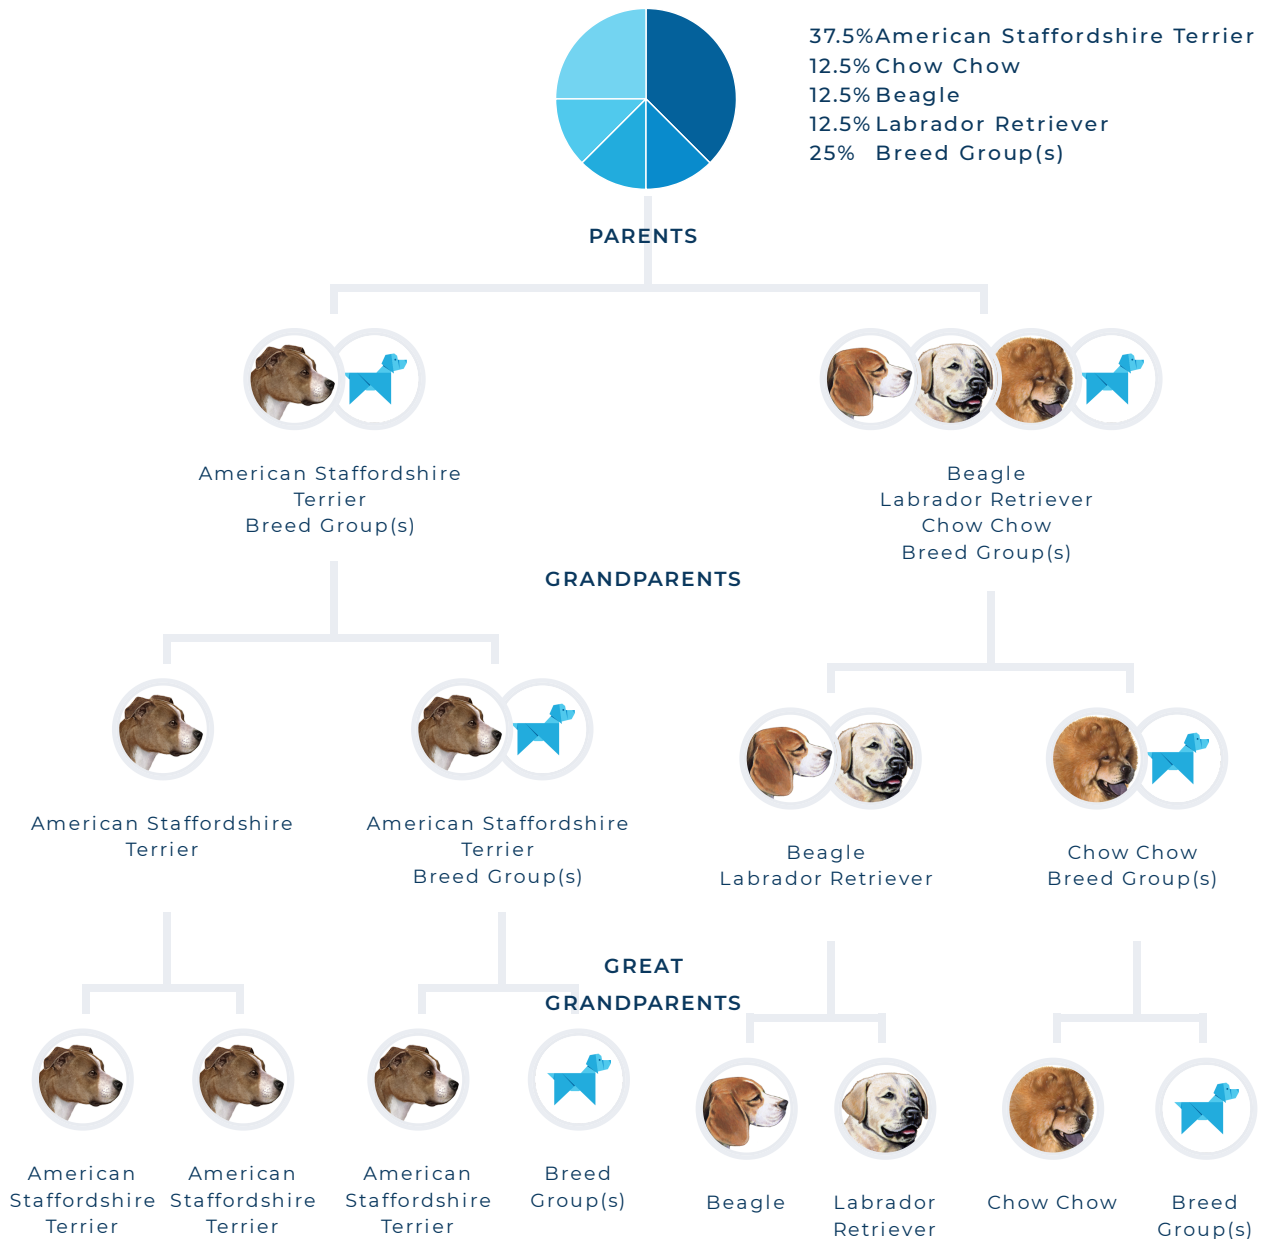 37.5% American Staffordshire Terrier
12.5% Chow Chow
12.5% Beagle
12.5% Labrador Retriever
25% Breed Group(s)
PARENTS
American Staffordshire
Terrier
Breed Group(s)
Beagle
Labrador Retriever
Chow Chow
Breed Group(s)
GRANDPARENTS
American Staffordshire
Terrier
American Staffordshire
Terrier
Breed Group(s)
Beagle
Labrador Retriever
Chow Chow
Breed Group(s)
GREAT
GRANDPARENTS
American
Staffordshire
Terrier
American
Staffordshire
Terrier
American
Staffordshire
Terrier
Breed
Group(s)
Beagle
Labrador
Retriever
Chow Chow
Breed
Group(s)